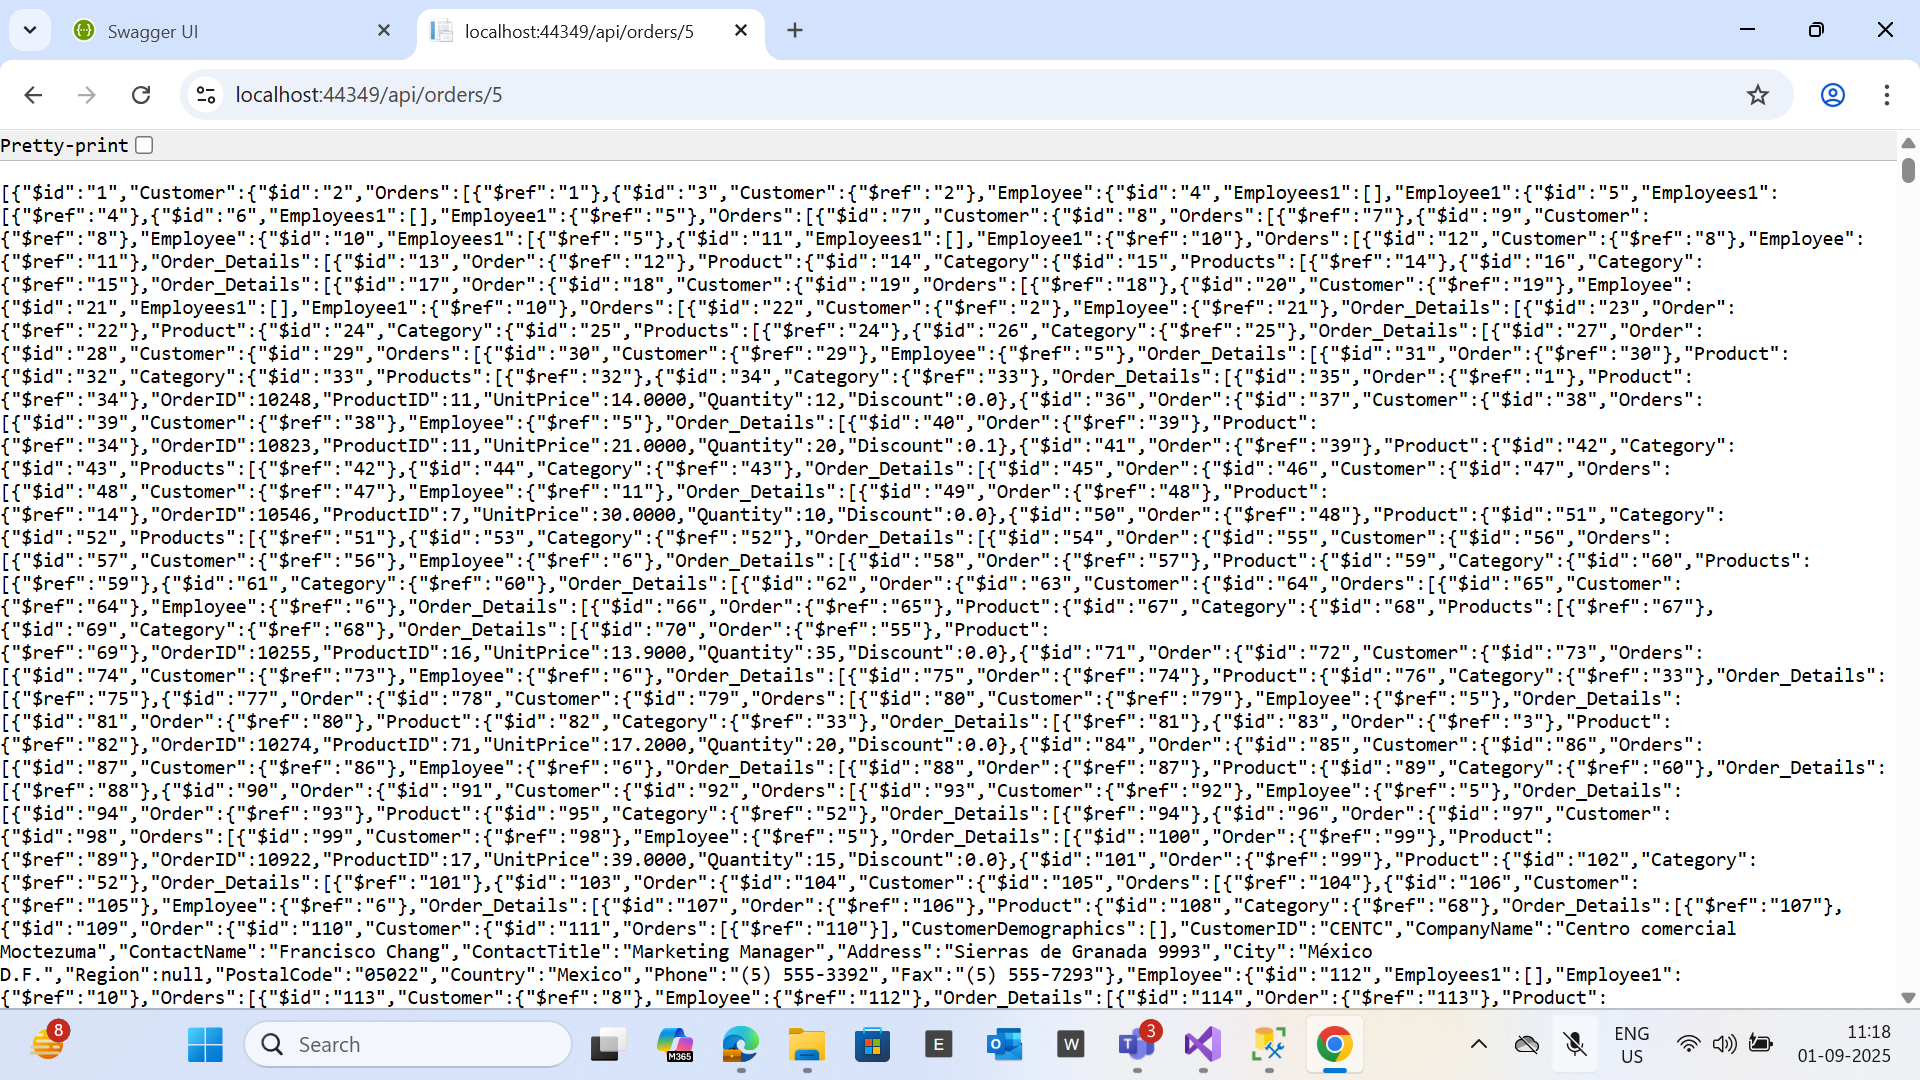 Swagger UI
localhost:44349/api/orders/5
localhost:44349/api/orders/5
Pretty-print
[{"$id":"1","Customer":{"$id":"2","Orders":[{"$ref":"1"},{"$id":"3","Customer":{"$ref":"2"},"Employee":{"$id":"4","Employees1":[],"Employee1":{"$id":"5","Employees1":
[{"$ref":"4"},{"$id":"6","Employees1":[],"Employee1":{"$ref":"5"},"Orders":[{"$id":"7","Customer":{"$id":"8","Orders":[{"$ref":"7"},{"$id":"9","Customer":
{"$ref":"8"},"Employee":{"$id":"10","Employees1":[{"$ref":"5"},{"$id":"11","Employees1":[],"Employee1":{"$ref":"10"},"Orders":[{"$id":"12","Customer":{"$ref":"8"},"Employee":
{"$ref":"11"},"Order_Details":[{"$id":"13","Order":{"$ref":"12"},"Product":{"$id":"14","Category":{"$id":"15","Products":[{"$ref":"14"},{"$id":"16","Category":
{"$ref":"15"},"Order_Details":[{"$id":"17","Order":{"$id":"18","Customer":{"$id":"19","Orders":[{"$ref":"18"},{"$id":"20","Customer":{"$ref":"19"},"Employee":
{"$id":"21","Employees1":[],"Employee1":{"$ref":"10"},"Orders":[{"$id":"22","Customer":{"$ref":"2"},"Employee":{"$ref":"21"},"Order_Details":[{"$id":"23","Order":
{"$ref":"22"},"Product":{"$id":"24","Category":{"$id":"25","Products":[{"$ref":"24"},{"$id":"26","Category":{"$ref":"25"},"Order_Details":[{"$id":"27","Order":
{"$id":"28","Customer":{"$id":"29","Orders":[{"$id":"30","Customer":{"$ref":"29"},"Employee":{"$ref":"5"},"Order_Details":[{"$id":"31","Order":{"$ref":"30"},"Product":
{"$id":"32","Category":{"$id":"33","Products":[{"$ref":"32"},{"$id":"34","Category":{"$ref":"33"},"Order_Details":[{"$id":"35","Order":{"$ref":"1"},"Product":
{"$ref":"34"},"OrderID":10248,"ProductID":11,"UnitPrice":14.0000,"Quantity":12,"Discount":0.0},{"$id":"36","Order":{"$id":"37","Customer":{"$id":"38","Orders":
[{"$id":"39","Customer":{"$ref":"38"},"Employee":{"$ref":"5"},"Order_Details":[{"$id":"40","Order":{"$ref":"39"},"Product":
{"$ref":"34"},"OrderID":10823,"ProductID":11,"UnitPrice":21.0000,"Quantity":20,"Discount":0.1},{"$id":"41","Order":{"$ref":"39"},"Product":{"$id":"42","Category":
{"$id":"43","Products":[{"$ref":"42"},{"$id":"44","Category":{"$ref":"43"},"Order_Details":[{"$id":"45","Order":{"$id":"46","Customer":{"$id":"47","Orders":
[{"$id":"48","Customer":{"$ref":"47"},"Employee":{"$ref":"11"},"Order_Details":[{"$id":"49","Order":{"$ref":"48"},"Product":
{"$ref":"14"},"OrderID":10546,"ProductID":7,"UnitPrice":30.0000,"Quantity":10,"Discount":0.0},{"$id":"50","Order":{"$ref":"48"},"Product":{"$id":"51","Category":
{"$id":"52","Products":[{"$ref":"51"},{"$id":"53","Category":{"$ref":"52"},"Order_Details":[{"$id":"54","Order":{"$id":"55","Customer":{"$id":"56","Orders":
[{"$id":"57","Customer":{"$ref":"56"},"Employee":{"$ref":"6"},"Order_Details":[{"$id":"58","Order":{"$ref":"57"},"Product":{"$id":"59","Category":{"$id":"60","Products":
[{"$ref":"59"},{"$id":"61","Category":{"$ref":"60"},"Order_Details":[{"$id":"62","Order":{"$id":"63","Customer":{"$id":"64","Orders":[{"$id":"65","Customer":
{"$ref":"64"},"Employee":{"$ref":"6"},"Order_Details":[{"$id":"66","Order":{"$ref":"65"},"Product":{"$id":"67","Category":{"$id":"68","Products":[{"$ref":"67"},
{"$id":"69","Category":{"$ref":"68"},"Order_Details":[{"$id":"70","Order":{"$ref":"55"},"Product":
{"$ref":"69"},"OrderID":10255,"ProductID":16,"UnitPrice":13.9000,"Quantity":35,"Discount":0.0},{"$id":"71","Order":{"$id":"72","Customer":{"$id":"73","Orders":
[{"$id":"74","Customer":{"$ref":"73"},"Employee":{"$ref":"6"},"Order_Details":[{"$id":"75","Order":{"$ref":"74"},"Product":{"$id":"76","Category":{"$ref":"33"},"Order_Details":
[{"$ref":"75"},{"$id":"77","Order":{"$id":"78","Customer":{"$id":"79","Orders":[{"$id":"80","Customer":{"$ref":"79"},"Employee":{"$ref":"5"},"Order_Details":
[{"$id":"81","Order":{"$ref":"80"},"Product":{"$id":"82","Category":{"$ref":"33"},"Order_Details":[{"$ref":"81"},{"$id":"83","Order":{"$ref":"3"},"Product":
{"$ref":"82"},"OrderID":10274,"ProductID":71,"UnitPrice":17.2000,"Quantity":20,"Discount":0.0},{"$id":"84","Order":{"$id":"85","Customer":{"$id":"86","Orders":
[{"$id":"87","Customer":{"$ref":"86"},"Employee":{"$ref":"6"},"Order_Details":[{"$id":"88","Order":{"$ref":"87"},"Product":{"$id":"89","Category":{"$ref":"60"},"Order_Details":
[{"$ref":"88"},{"$id":"90","Order":{"$id":"91","Customer":{"$id":"92","Orders":[{"$id":"93","Customer":{"$ref":"92"},"Employee":{"$ref":"5"},"Order_Details":
[{"$id":"94","Order":{"$ref":"93"},"Product":{"$id":"95","Category":{"$ref":"52"},"Order_Details":[{"$ref":"94"},{"$id":"96","Order":{"$id":"97","Customer":
{"$id":"98","Orders":[{"$id":"99","Customer":{"$ref":"98"},"Employee":{"$ref":"5"},"Order_Details":[{"$id":"100","Order":{"$ref":"99"},"Product":
{"$ref":"89"},"OrderID":10922,"ProductID":17,"UnitPrice":39.0000,"Quantity":15,"Discount":0.0},{"$id":"101","Order":{"$ref":"99"},"Product":{"$id":"102","Category":
{"$ref":"52"},"Order_Details":[{"$ref":"101"},{"$id":"103","Order":{"$id":"104","Customer":{"$id":"105","Orders":[{"$ref":"104"},{"$id":"106","Customer":
{"$ref":"105"},"Employee":{"$ref":"6"},"Order_Details":[{"$id":"107","Order":{"$ref":"106"},"Product":{"$id":"108","Category":{"$ref":"68"},"Order_Details":[{"$ref":"107"},
{"$id":"109","Order":{"$id":"110","Customer":{"$id":"111","Orders":[{"$ref":"110"}],"CustomerDemographics":[],"CustomerID":"CENTC","CompanyName":"Centro comercial
Moctezuma","ContactName":"Francisco Chang","ContactTitle":"Marketing Manager","Address":"Sierras de Granada 9993","City":"México
D.F.","Region":null,"PostalCode":"05022","Country":"Mexico","Phone":"(5) 555-3392","Fax":"(5) 555-7293"},"Employee":{"$id":"112","Employees1":[],"Employee1":
{"$ref":"10"},"Orders":[{"$id":"113","Customer":{"$ref":"8"},"Employee":{"$ref":"112"},"Order_Details":[{"$id":"114","Order":{"$ref":"113"},"Product":
8
Search
M365
E
W
T
3
ENG
US
11:18
01-09-2025